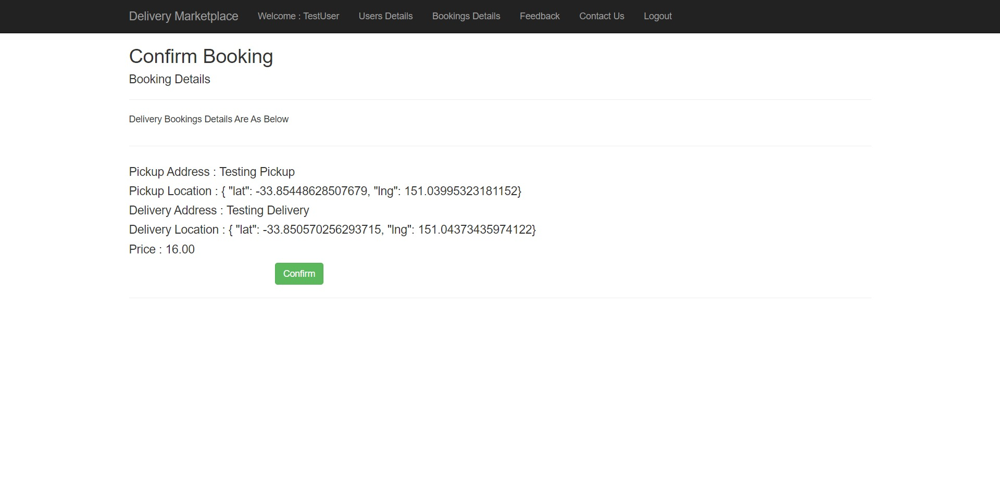 Delivery Marketplace Welcome : TestUser Users Details Bookings Details Feedback Contact Us Logout
Confirm Booking
Booking Details
Delivery Bookings Details Are As Below
Pickup Address : Testing Pickup
Pickup Location : { "lat": -33.85448628507679, "lng": 151.03995323181152}
Delivery Address : Testing Delivery
Delivery Location : { "lat": -33.850570256293715, "lng": 151.04373435974122}
Price : 16.00
Confirm